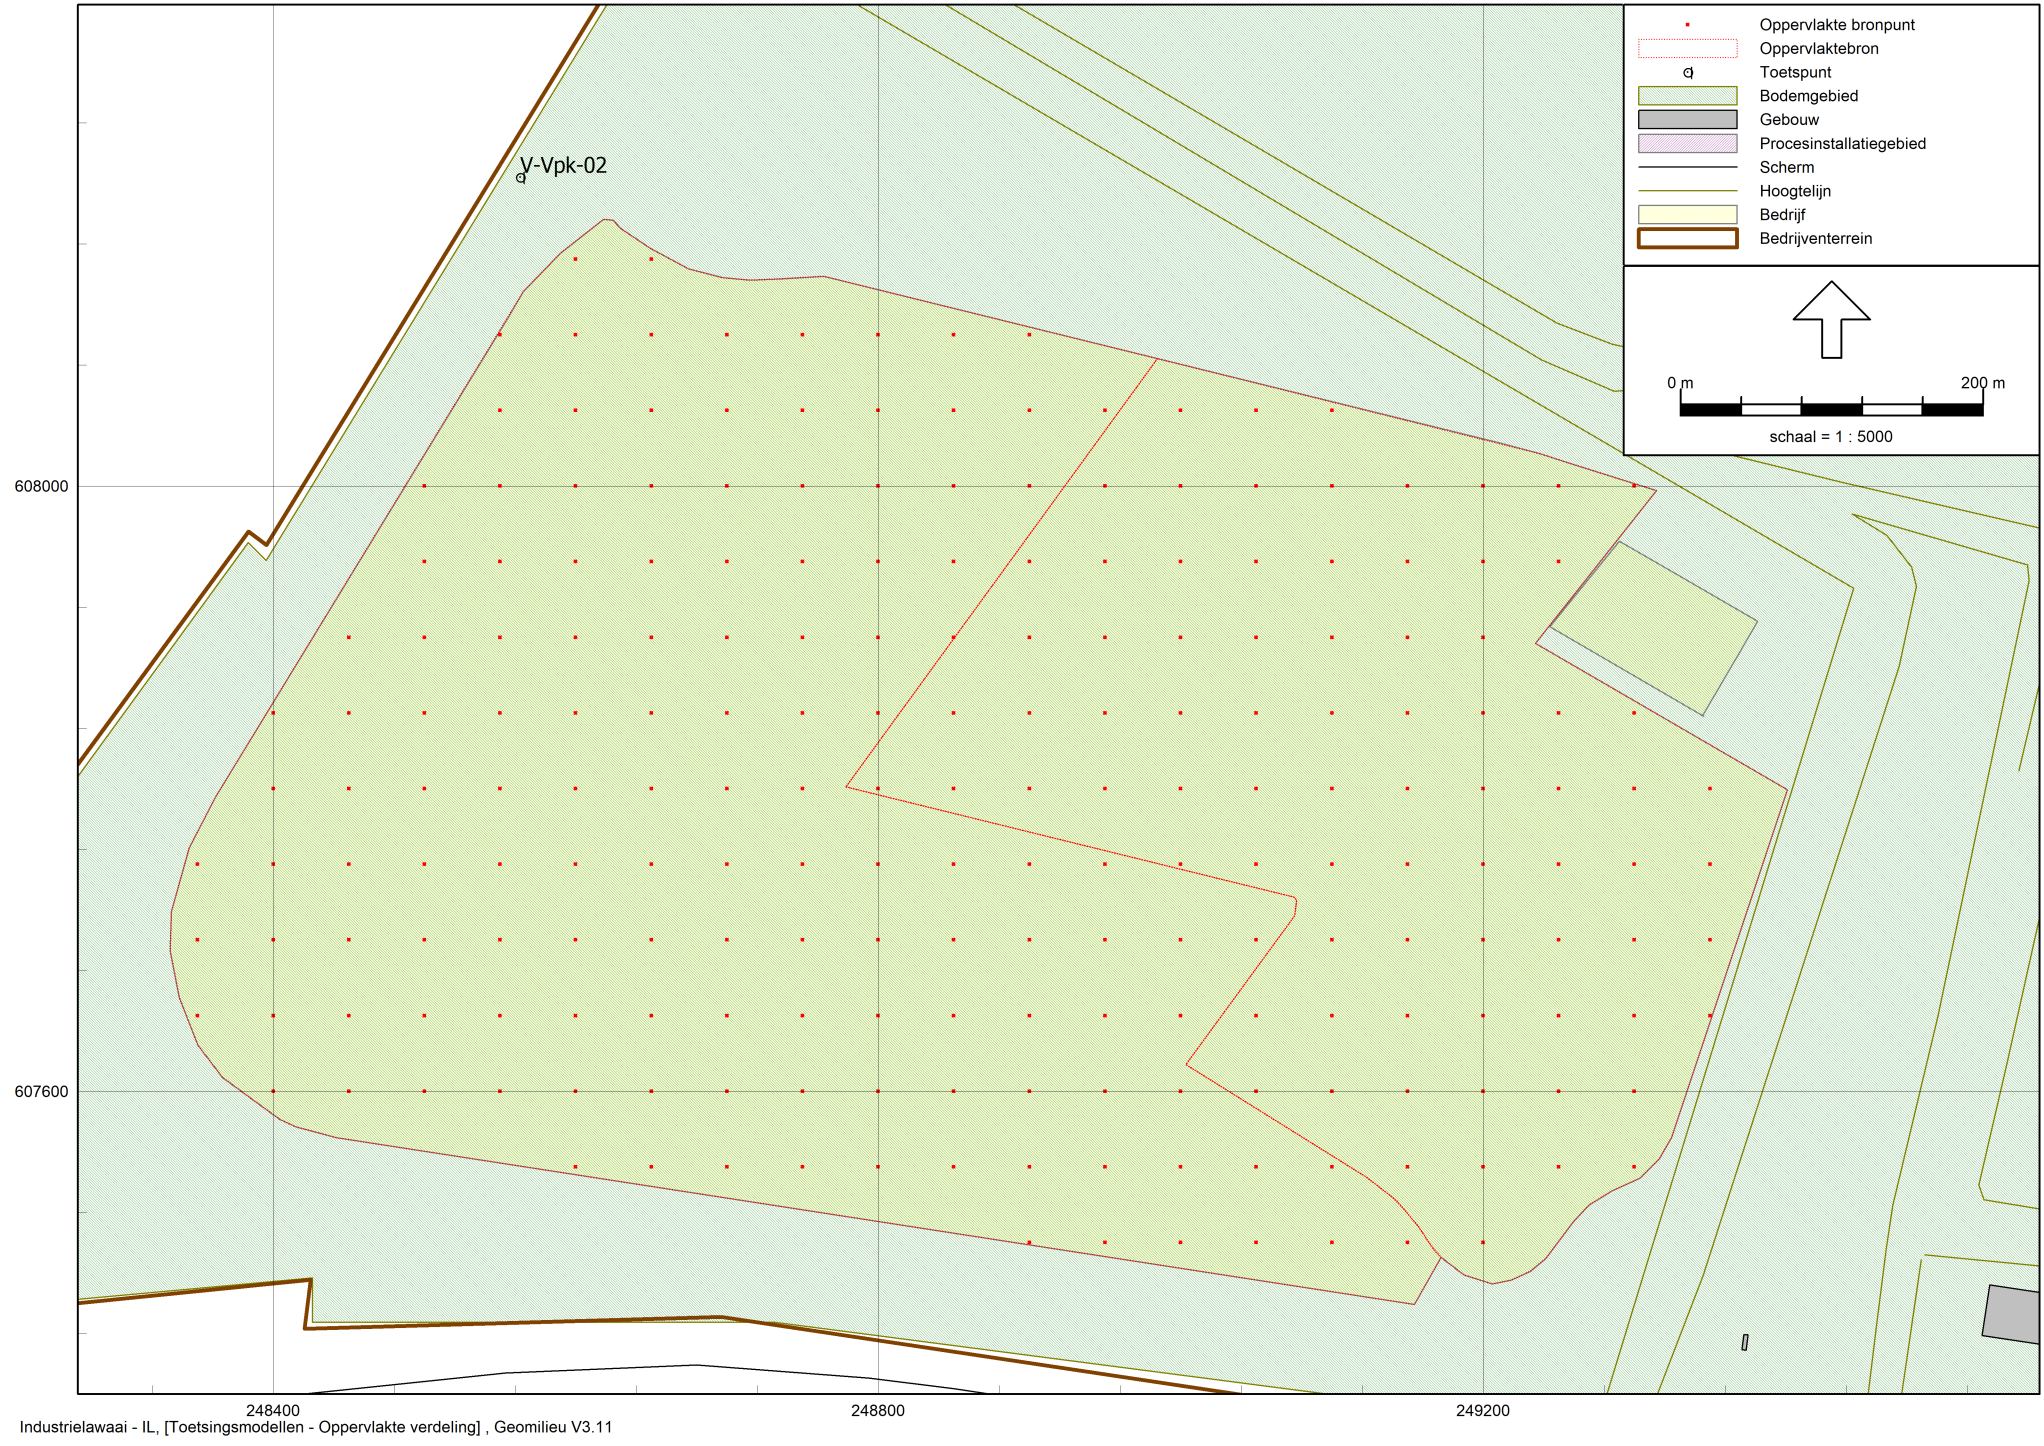 V-Vpk-02
Oppervlakte bronpunt
Oppervlaktebron
Toetspunt
Bodemgebied
Gebouw
Procesinstallatiegebied
Scherm
Hoogtelijn
Bedrijf
Bedrijventerrein
0 m 200 m
schaal = 1 : 5000
608000
607600
248400 248800 249200
Industrielawaai - IL, [Toetsingsmodellen - Oppervlakte verdeling] , Geomilieu V3.11